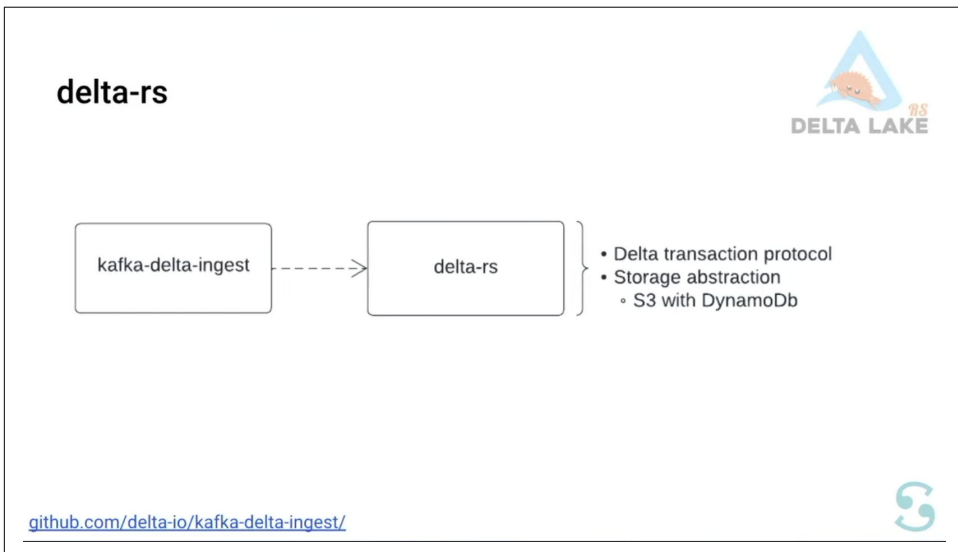 delta-rs
RS
DELTA LAKE
kafka-delta-ingest
delta-rs
• Delta transaction protocol
• Storage abstraction
◦ S3 with DynamoDb
github.com/delta-io/kafka-delta-ingest/